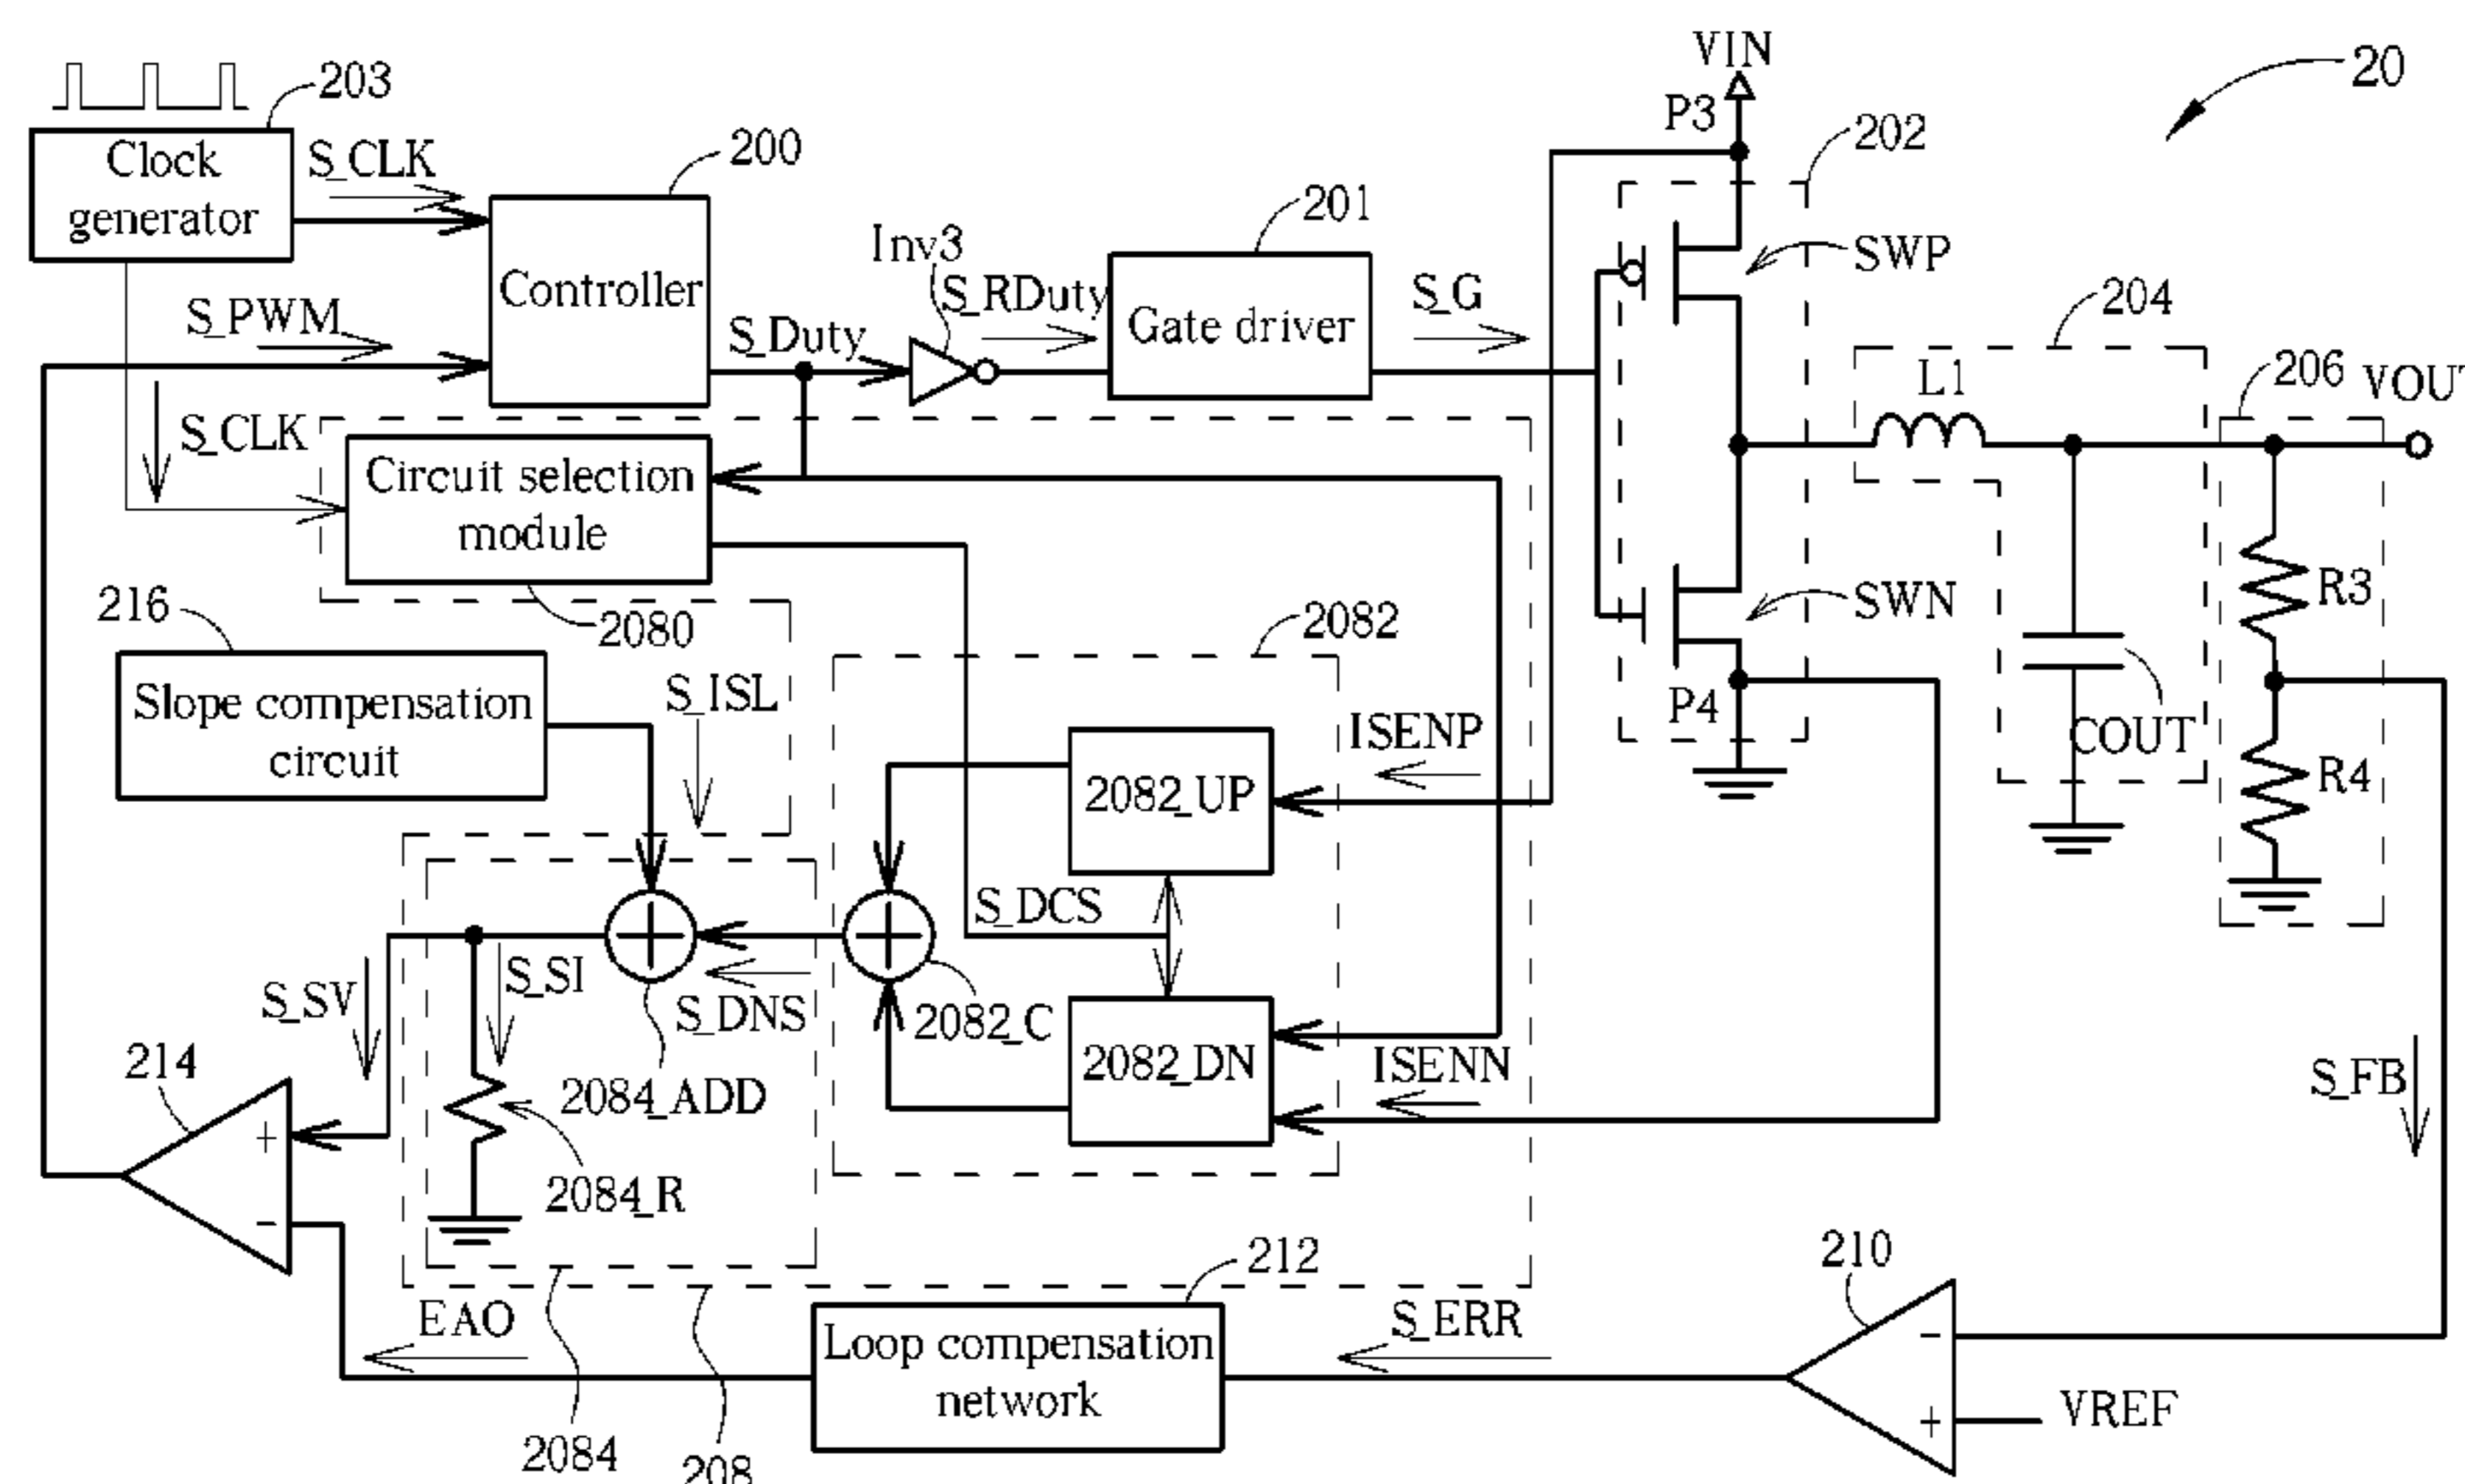 VIN
20
203
P3
202
Clock
generator
S_CLK
200
201
SWP
Inv3
S_RDuty
S_G
204
Controller
Gate driver
S_PWM
S_Duty
L1
206
VOUT
S_CLK
Circuit selection
module
216
2080
2082
SWN
R3
Slope compensation
circuit
S_ISL
P4
COUT
ISENP
2082_UP
R4
S_DCS
S_SV
S_SI
S_DNS
2082_C
214
2084_ADD
2082_DN
ISENN
S_FB
+
2084_R
−
212
210
EAO
Loop compensation
network
S_ERR
−
+
VREF
2084
208